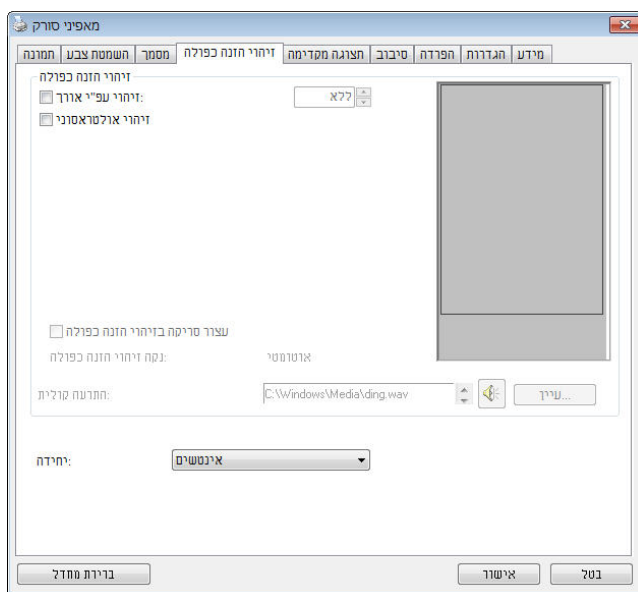 מאפיני סורק
תמונה השמטת צבע מסמך זיהוי הזנה כפולה תצוגה מקדימה סיבוב הפרדה הגדרות מידע
זיהוי הזנה כפולה
זיהוי עפ"י אורך:
ללא
זיהוי אולטראסוני
עצור סריקה בזיהוי הזנה כפולה
נקה זיהוי הזנה כפולה:
אוטומטי
התרעה קולית:
C:\Windows\Media\ding.wav
עיין...
יחידה:
אינטשים
ברירת מחדל
אישור
בטל